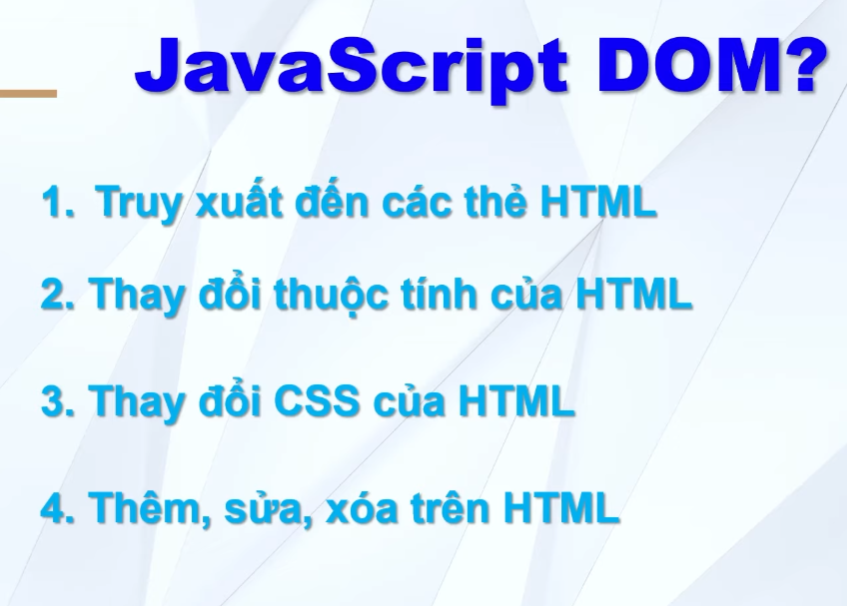 JavaScript DOM?
1. Truy xuất đến các thẻ HTML
2. Thay đổi thuộc tính của HTML
3. Thay đổi CSS của HTML
4. Thêm, sửa, xóa trên HTML